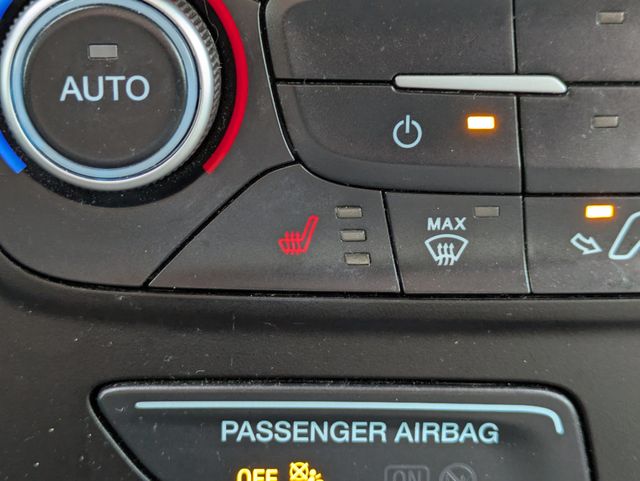 AUTO
MAX
PASSENGER AIRBAG
OFF ON